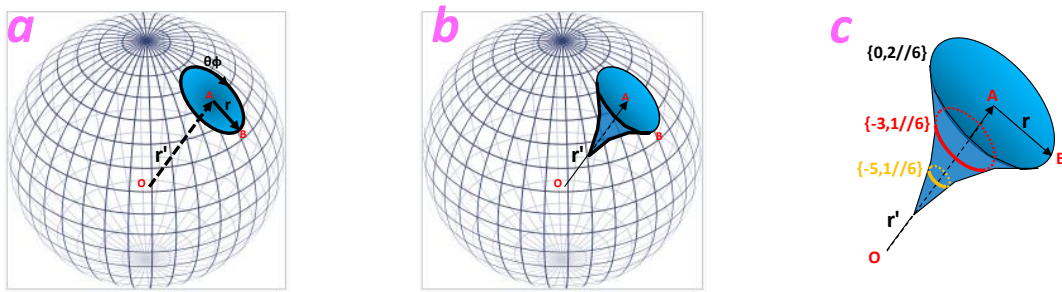 a
θϕ
A
r
B
r'
O
b
A
B
r'
O
c
{0,2//6}
A
{-3,1//6}
r
B
{-5,1//6}
r'
O